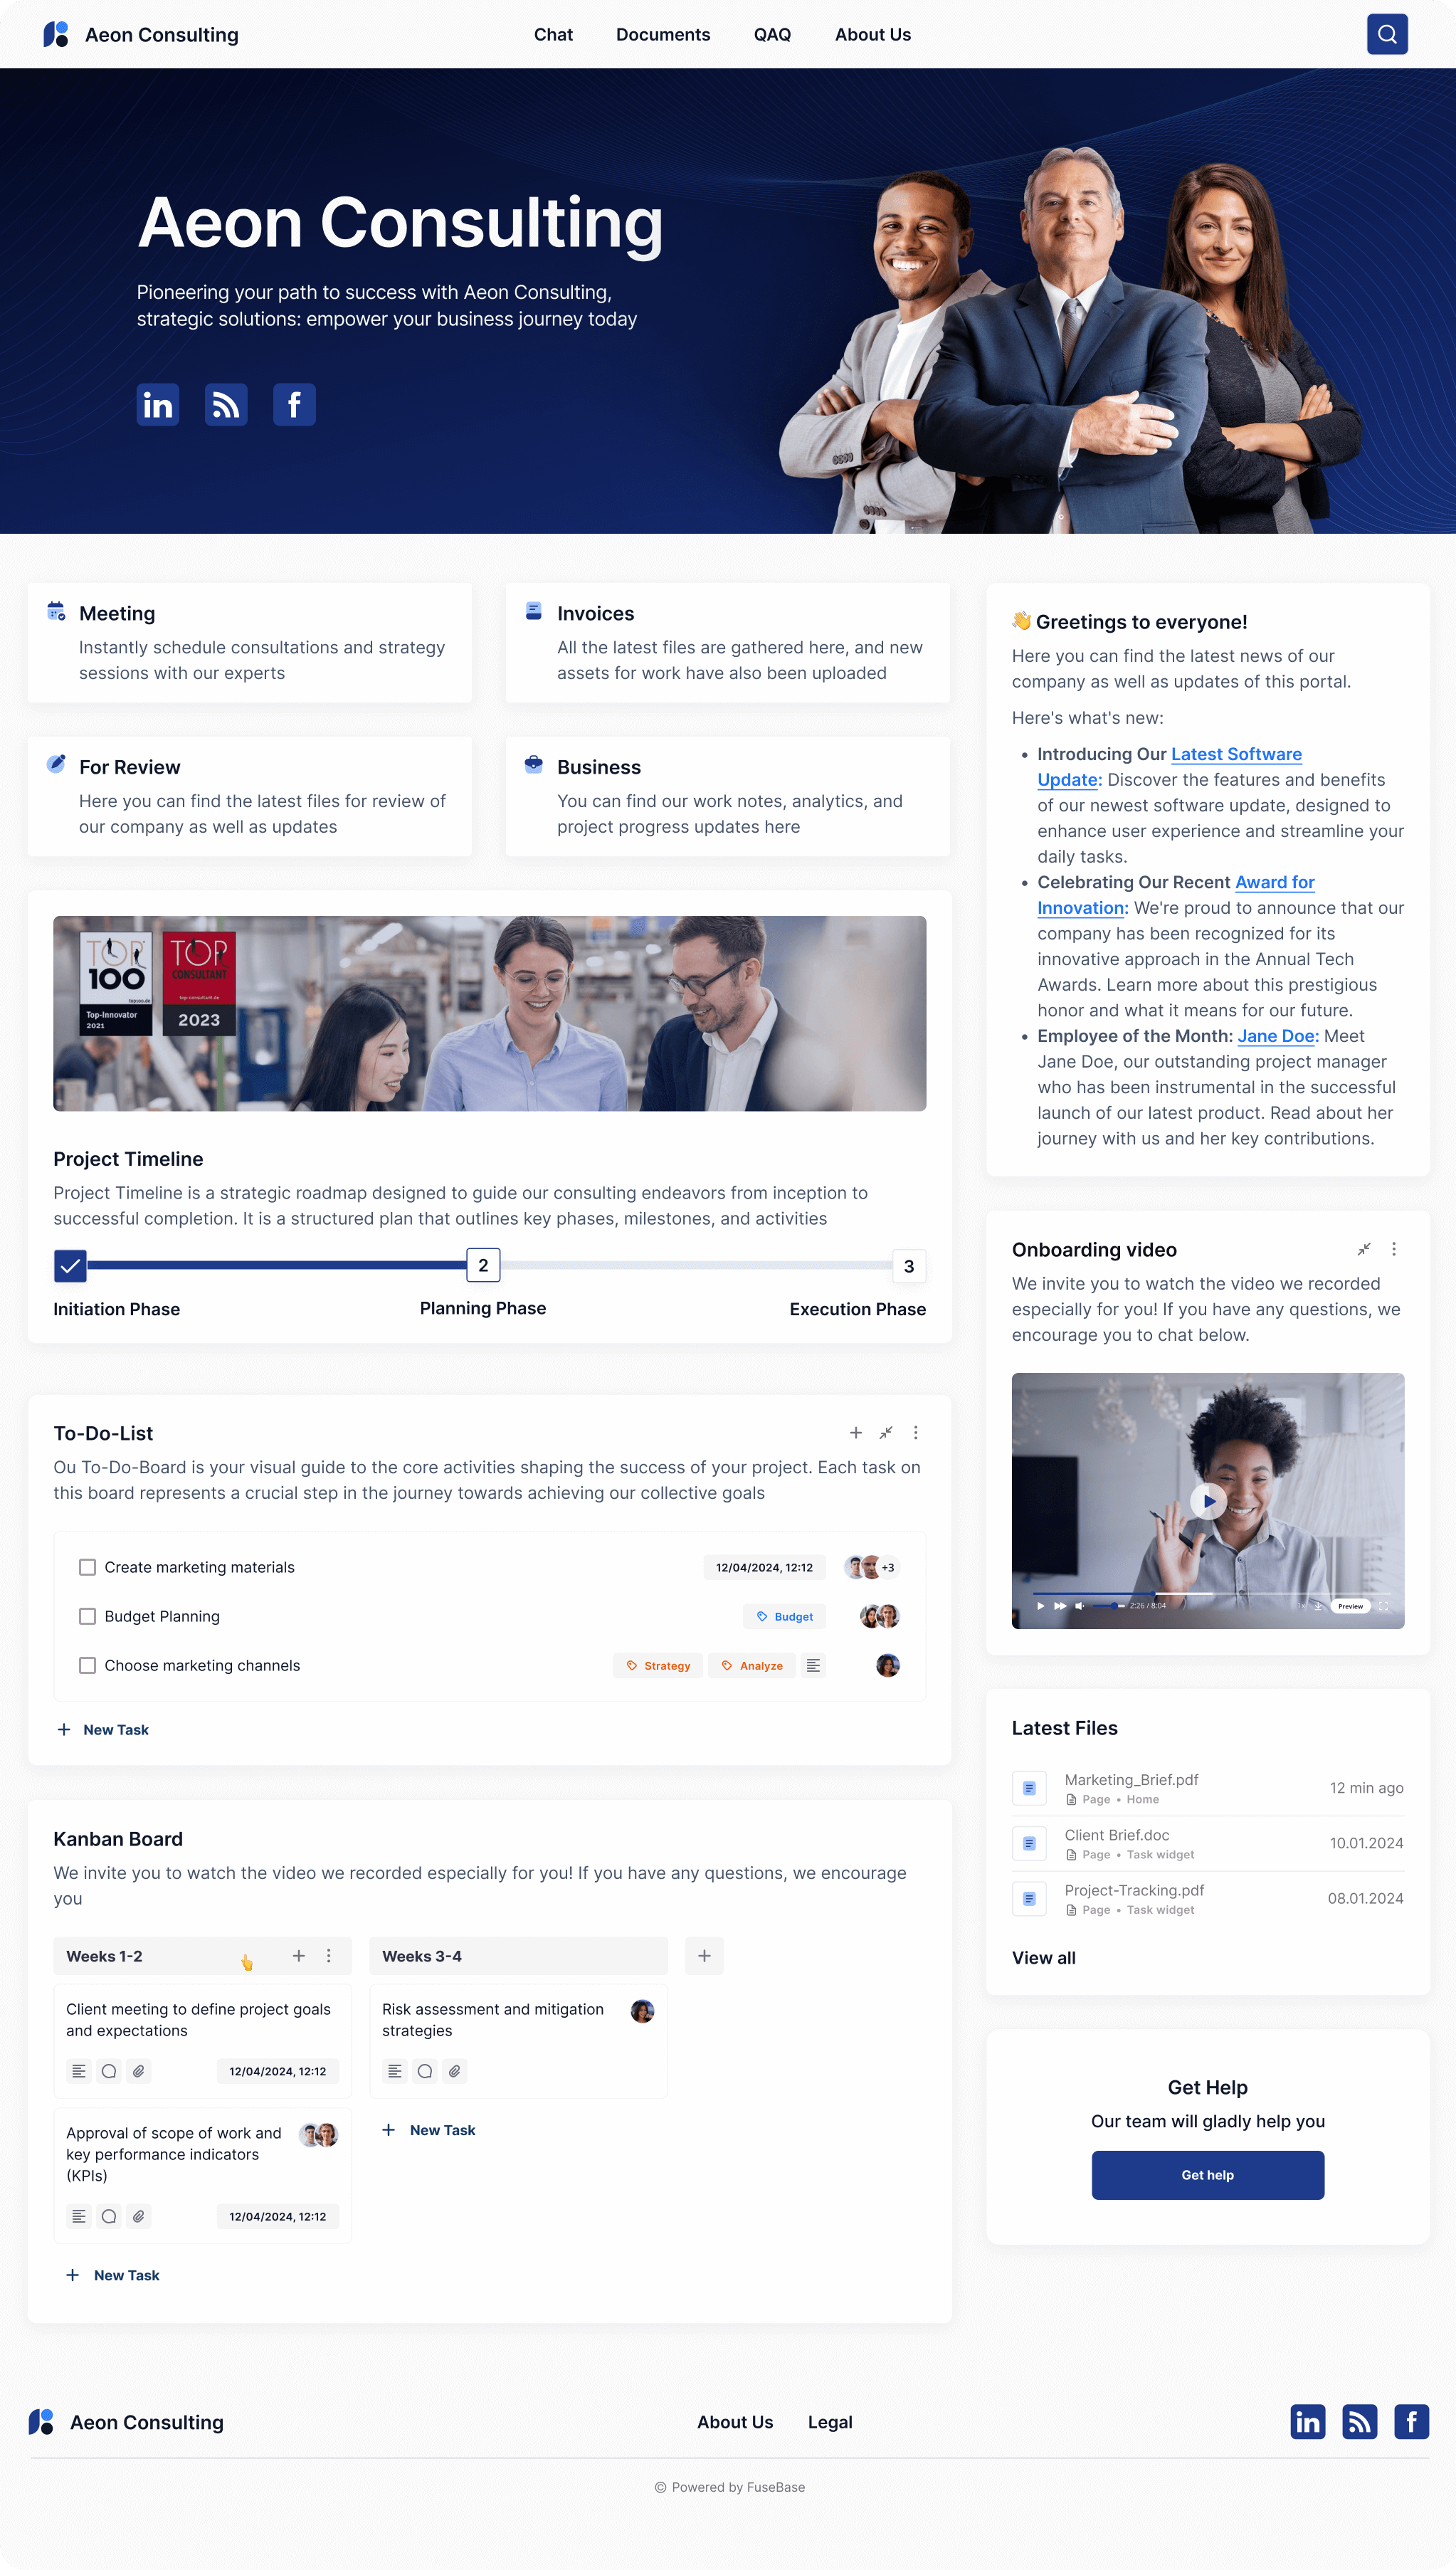 Aeon Consulting
Chat
Documents
QAQ
About Us
Aeon Consulting
Pioneering your path to success with Aeon Consulting,
strategic solutions: empower your business journey today
in
f
Meeting
Instantly schedule consultations and strategy
sessions with our experts
Invoices
All the latest files are gathered here, and new
assets for work have also been uploaded
For Review
Here you can find the latest files for review of
our company as well as updates
Business
You can find our work notes, analytics, and
project progress updates here
TOP
100
Top-Innovator
2021
TOP
CONSULTANT
top-consultant.de
2023
Project Timeline
Project Timeline is a strategic roadmap designed to guide our consulting endeavors from inception to
successful completion. It is a structured plan that outlines key phases, milestones, and activities
2
3
Initiation Phase
Planning Phase
Execution Phase
To-Do-List
Ou To-Do-Board is your visual guide to the core activities shaping the success of your project. Each task on
this board represents a crucial step in the journey towards achieving our collective goals
Create marketing materials
12/04/2024, 12:12
+3
Budget Planning
Budget
Choose marketing channels
Strategy
Analyze
New Task
Kanban Board
We invite you to watch the video we recorded especially for you! If you have any questions, we encourage
you
Weeks 1-2
Client meeting to define project goals
and expectations
12/04/2024, 12:12
Approval of scope of work and
key performance indicators
(KPIs)
12/04/2024, 12:12
New Task
Weeks 3-4
Risk assessment and mitigation
strategies
New Task
👋 Greetings to everyone!
Here you can find the latest news of our
company as well as updates of this portal.
Here's what's new:
• Introducing Our Latest Software
Update: Discover the features and benefits
of our newest software update, designed to
enhance user experience and streamline your
daily tasks.
• Celebrating Our Recent Award for
Innovation: We're proud to announce that our
company has been recognized for its
innovative approach in the Annual Tech
Awards. Learn more about this prestigious
honor and what it means for our future.
• Employee of the Month: Jane Doe: Meet
Jane Doe, our outstanding project manager
who has been instrumental in the successful
launch of our latest product. Read about her
journey with us and her key contributions.
Onboarding video
We invite you to watch the video we recorded
especially for you! If you have any questions, we
encourage you to chat below.
2:26 / 8:04
Preview
Latest Files
Marketing_Brief.pdf
Page • Home
12 min ago
Client Brief.doc
Page • Task widget
10.01.2024
Project-Tracking.pdf
Page • Task widget
08.01.2024
View all
Get Help
Our team will gladly help you
Get help
Aeon Consulting
About Us
Legal
in
f
© Powered by FuseBase